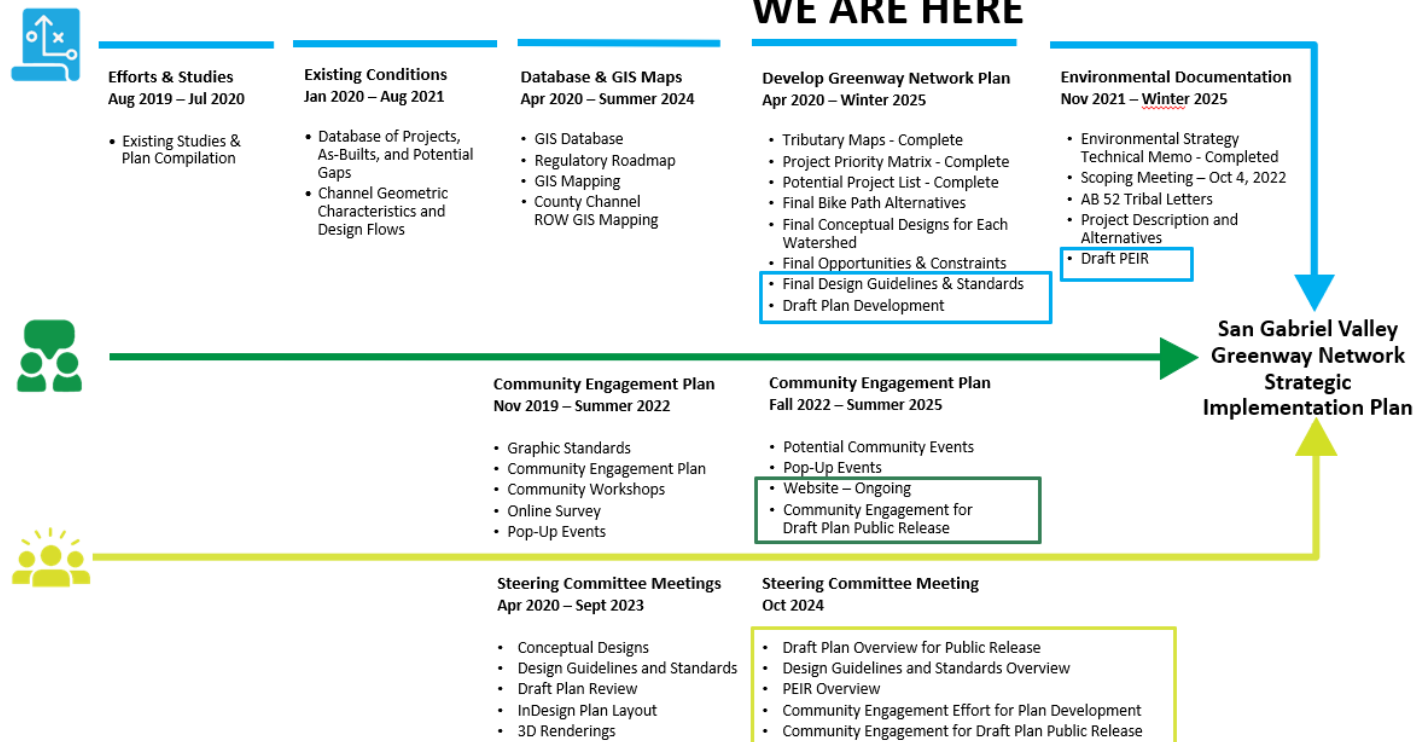 WE ARE HERE
Efforts & Studies
Aug 2019 – Jul 2020
• Existing Studies &
Plan Compilation
Existing Conditions
Jan 2020 – Aug 2021
• Database of Projects,
As-Builts, and Potential
Gaps
• Channel Geometric
Characteristics and
Design Flows
Database & GIS Maps
Apr 2020 – Summer 2024
• GIS Database
• Regulatory Roadmap
• GIS Mapping
• County Channel
ROW GIS Mapping
Develop Greenway Network Plan
Apr 2020 – Winter 2025
• Tributary Maps - Complete
• Project Priority Matrix - Complete
• Potential Project List - Complete
• Final Bike Path Alternatives
• Final Conceptual Designs for Each
Watershed
• Final Opportunities & Constraints
• Final Design Guidelines & Standards
• Draft Plan Development
Environmental Documentation
Nov 2021 – Winter 2025
• Environmental Strategy
Technical Memo - Completed
• Scoping Meeting – Oct 4, 2022
• AB 52 Tribal Letters
• Project Description and
Alternatives
• Draft PEIR
San Gabriel Valley
Greenway Network
Strategic
Implementation Plan
Community Engagement Plan
Nov 2019 – Summer 2022
• Graphic Standards
• Community Engagement Plan
• Community Workshops
• Online Survey
• Pop-Up Events
Community Engagement Plan
Fall 2022 – Summer 2025
• Potential Community Events
• Pop-Up Events
• Website – Ongoing
• Community Engagement for
Draft Plan Public Release
Steering Committee Meetings
Apr 2020 – Sept 2023
• Conceptual Designs
• Design Guidelines and Standards
• Draft Plan Review
• InDesign Plan Layout
• 3D Renderings
Steering Committee Meeting
Oct 2024
• Draft Plan Overview for Public Release
• Design Guidelines and Standards Overview
• PEIR Overview
• Community Engagement Effort for Plan Development
• Community Engagement for Draft Plan Public Release